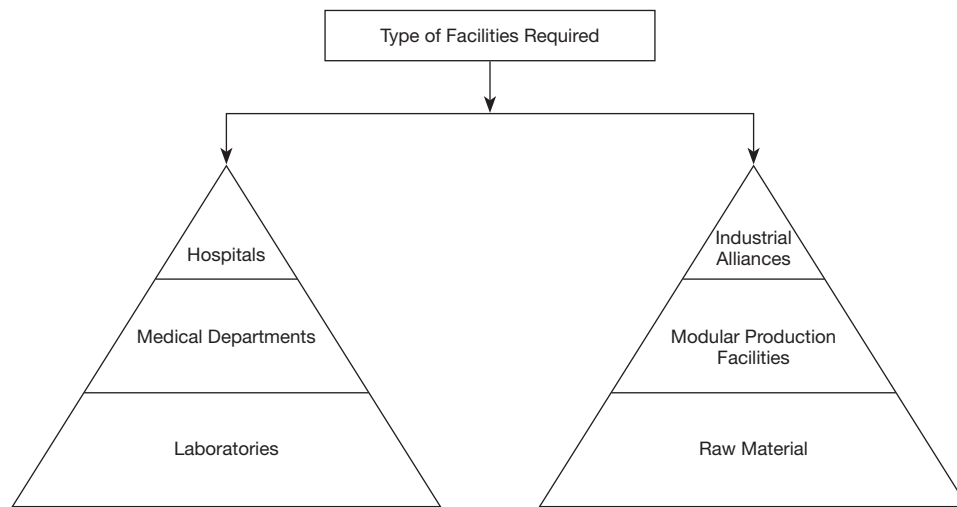 Type of Facilities Required
Hospitals
Medical Departments
Laboratories
Industrial
Alliances
Modular Production
Facilities
Raw Material